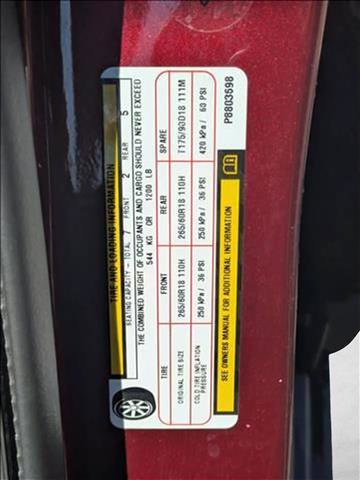 TIRE AND LOADING INFORMATION
SEATING CAPACITY - TOTAL 7 FRONT 2 REAR 5
THE COMBINED WEIGHT OF OCCUPANTS AND CARGO SHOULD NEVER EXCEED
544 KG OR 1200 LB
TIRE FRONT REAR SPARE
ORIGINAL TIRE SIZE 265/60R18 110H 265/60R18 110H T175/90D18 111M
COLD TIRE INFLATION PRESSURE 250 kPa / 36 PSI 250 kPa / 36 PSI 420 kPa / 60 PSI
SEE OWNERS MANUAL FOR ADDITIONAL INFORMATION
P8803598